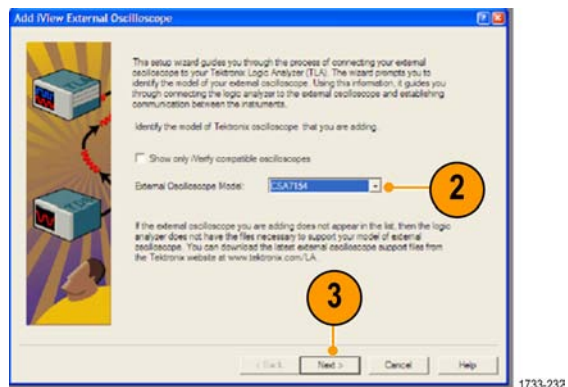 Add iView External Oscilloscope
This setup wizard guides you through the process of connecting your external
oscilloscope to your Tektronix Logic Analyzer (TLA). The wizard prompts you to
identify the model of your external oscilloscope. Using this information, it guides you
through connecting the logic analyzer to the external oscilloscope and establishing
communication between the instruments.
Identify the model of Tektronix oscilloscope that you are adding.
Show only iVerify compatible oscilloscopes
External Oscilloscope Model:
CSA7154
2
If the external oscilloscope you are adding does not appear in the list, then the logic
analyzer does not have the files necessary to support your model of external
oscilloscope. You can download the latest external oscilloscope support files from
the Tektronix website at www.tektronix.com/LA.
3
< Back Next > Cancel Help
1733-232